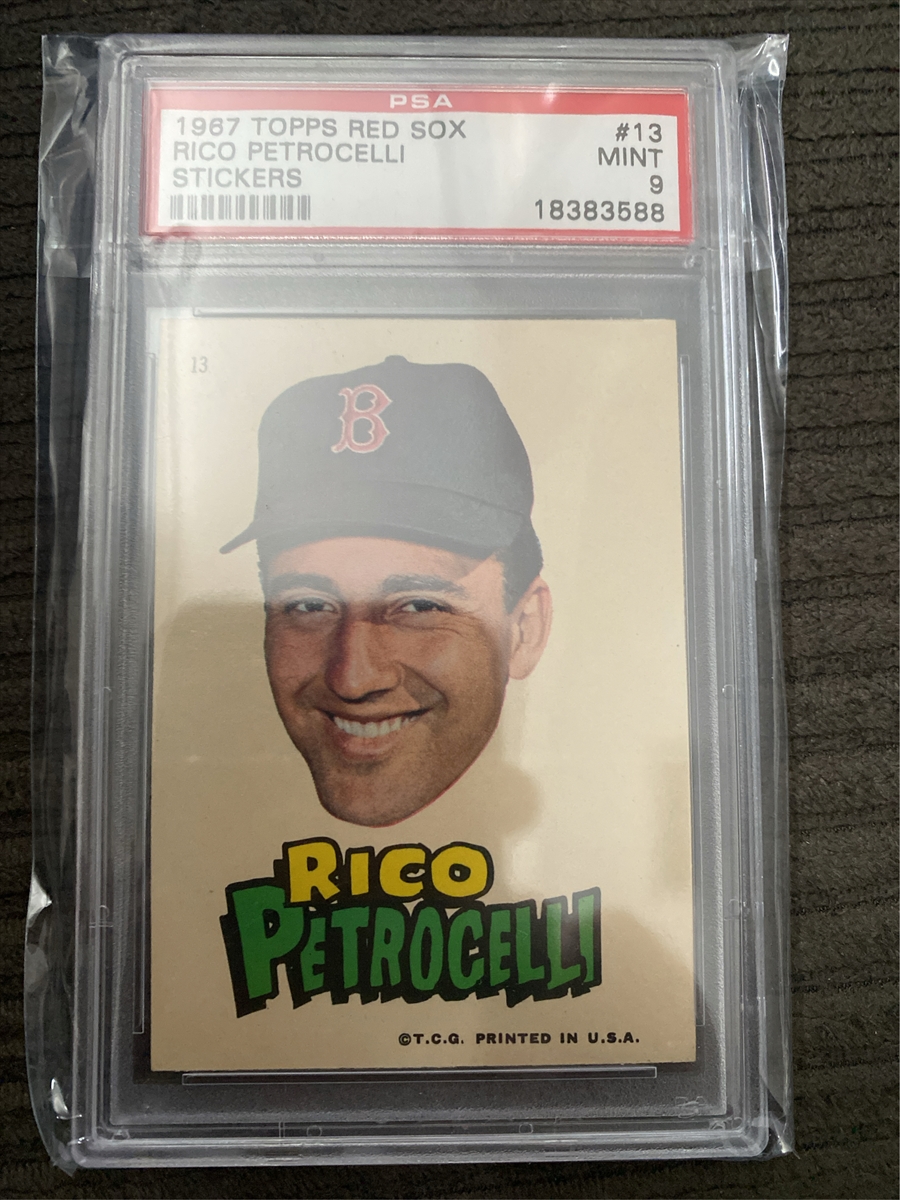 PSA
1967 TOPPS RED SOX #13
RICO PETROCELLI MINT
STICKERS 9
18383588
13
B
RICO
PETROCELLI
©T.C.G. PRINTED IN U.S.A.